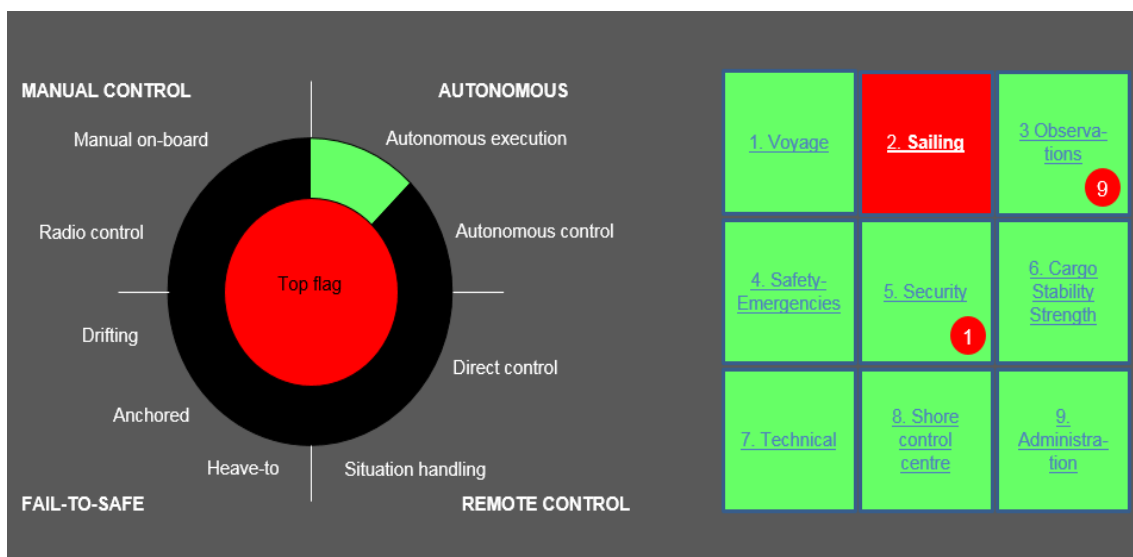 MANUAL CONTROL
AUTONOMOUS
Manual on-board
Autonomous execution
Radio control
Autonomous control
Top flag
Drifting
Direct control
Anchored
Heave-to
Situation handling
FAIL-TO-SAFE
REMOTE CONTROL
1. Voyage
2. Sailing
3 Observa-
tions
9
4. Safety-
Emergencies
5. Security
1
6. Cargo
Stability
Strength
7. Technical
8. Shore
control
centre
9.
Administra-
tion